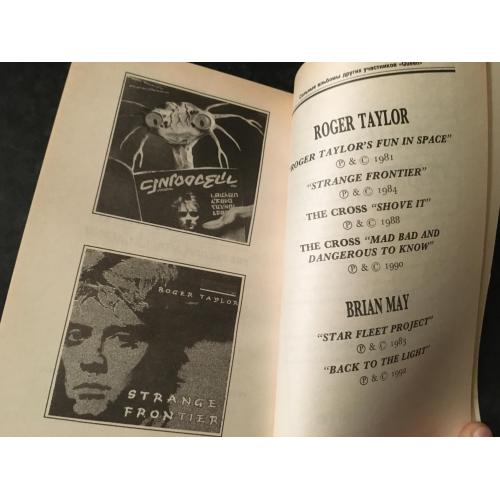 ROGER TAYLOR
STRANGE
FRONTIER
Сольные альбомы других участников «Queen»
ROGER TAYLOR
ROGER TAYLOR'S FUN IN SPACE"
Ⓟ & © 1981
"STRANGE FRONTIER"
Ⓟ & © 1984
THE CROSS "SHOVE IT"
Ⓟ & © 1988
THE CROSS "MAD BAD AND
DANGEROUS TO KNOW"
Ⓟ & © 1990
BRIAN MAY
"STAR FLEET PROJECT"
Ⓟ & © 1983
"BACK TO THE LIGHT"
Ⓟ & © 1992